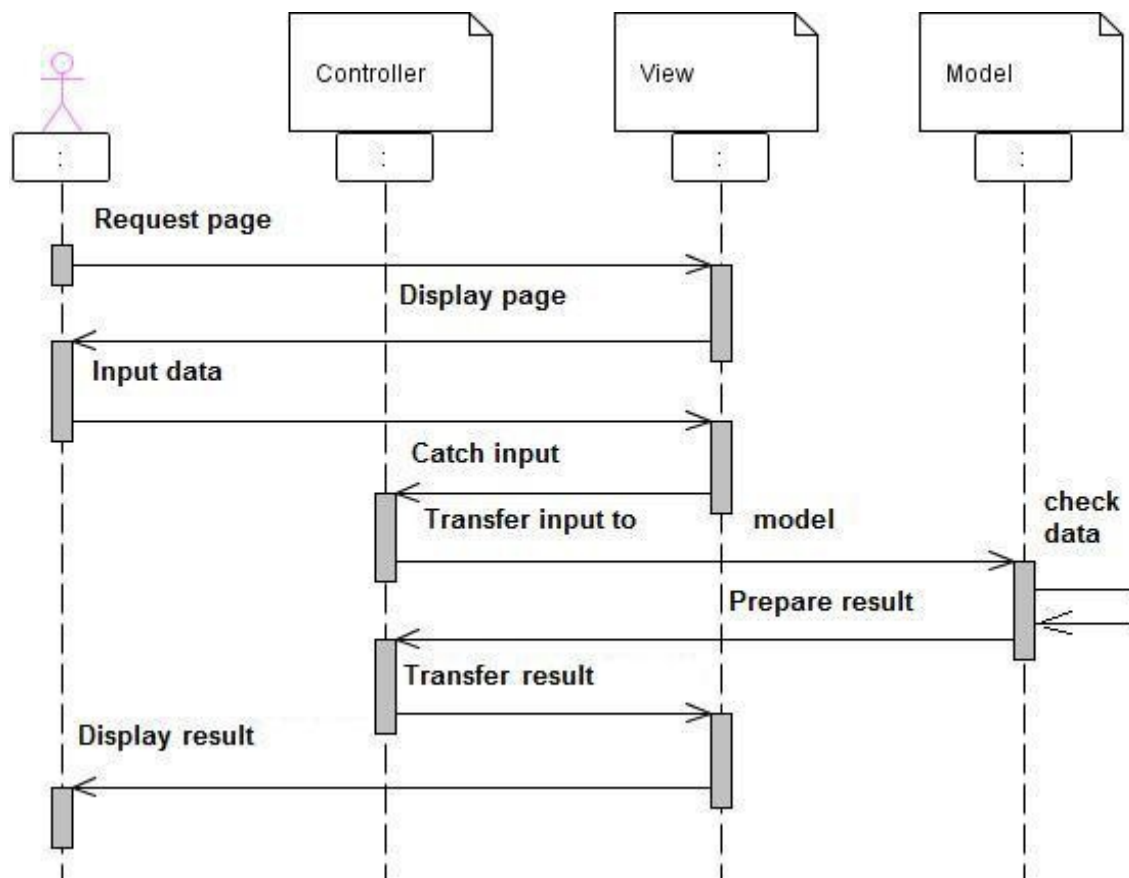 Controller
View
Model
:
:
:
:
Request page
Display page
Input data
Catch input
Transfer input to model
check
data
Prepare result
Transfer result
Display result